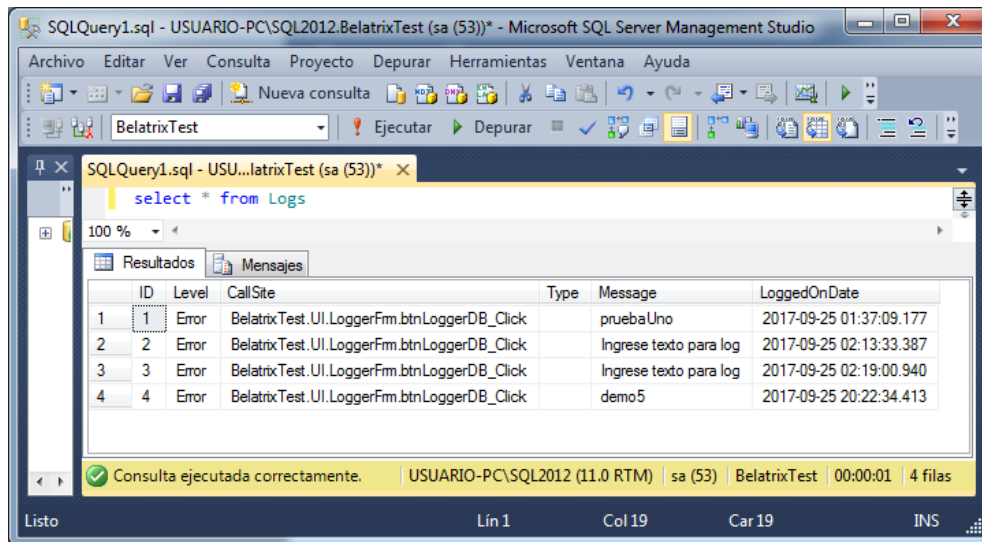 SQLQuery1.sql - USUARIO-PC\SQL2012.BelatrixTest (sa (53))* - Microsoft SQL Server Management Studio
Archivo Editar Ver Consulta Proyecto Depurar Herramientas Ventana Ayuda
Nueva consulta
BelatrixTest Ejecutar Depurar
SQLQuery1.sql - USU...latrixTest (sa (53))*
select * from Logs
100 %
Resultados Mensajes
ID Level CallSite Type Message LoggedOnDate
1 1 Error BelatrixTest.UI.LoggerFrm.btnLoggerDB_Click pruebaUno 2017-09-25 01:37:09.177
2 2 Error BelatrixTest.UI.LoggerFrm.btnLoggerDB_Click Ingrese texto para log 2017-09-25 02:13:33.387
3 3 Error BelatrixTest.UI.LoggerFrm.btnLoggerDB_Click Ingrese texto para log 2017-09-25 02:19:00.940
4 4 Error BelatrixTest.UI.LoggerFrm.btnLoggerDB_Click demo5 2017-09-25 20:22:34.413
Consulta ejecutada correctamente. USUARIO-PC\SQL2012 (11.0 RTM) sa (53) BelatrixTest 00:00:01 4 filas
Listo Lín 1 Col 19 Car 19 INS